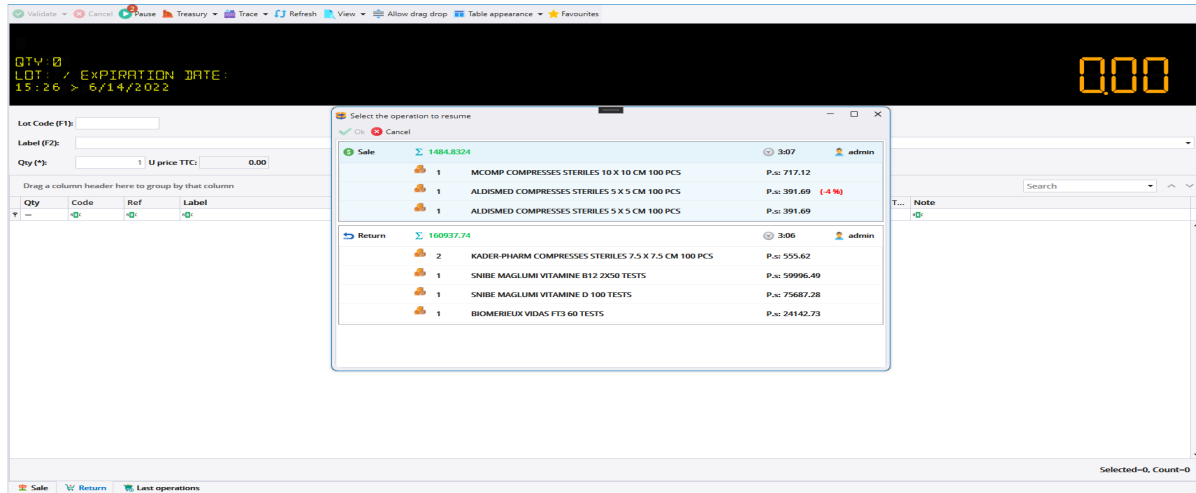 Validate Cancel 2 Pause Treasury Trace Refresh View Allow drag drop Table appearance Favourites
QTY:0
LOT: / EXPIRATION DATE:
15:26 > 6/14/2022
0.00
Select the operation to resume
Ok Cancel
Lot Code (F1):
Label (F2):
Qty (*): 1 U price TTC: 0.00
Drag a column header here to group by that column
Search
Qty Code Ref Label T... Note
Sale Σ 1484.8324 3:07 admin
1 MCOMP COMPRESSES STERILES 10 X 10 CM 100 PCS P.s: 717.12
1 ALDISMED COMPRESSES STERILES 5 X 5 CM 100 PCS P.s: 391.69 (-4 %)
1 ALDISMED COMPRESSES STERILES 5 X 5 CM 100 PCS P.s: 391.69
Return Σ 160937.74 3:06 admin
2 KADER-PHARM COMPRESSES STERILES 7.5 X 7.5 CM 100 PCS P.s: 555.62
1 SNIBE MAGLUMI VITAMINE B12 2X50 TESTS P.s: 59996.49
1 SNIBE MAGLUMI VITAMINE D 100 TESTS P.s: 75687.28
1 BIOMERIEUX VIDAS FT3 60 TESTS P.s: 24142.73
Selected=0, Count=0
Sale Return Last operations